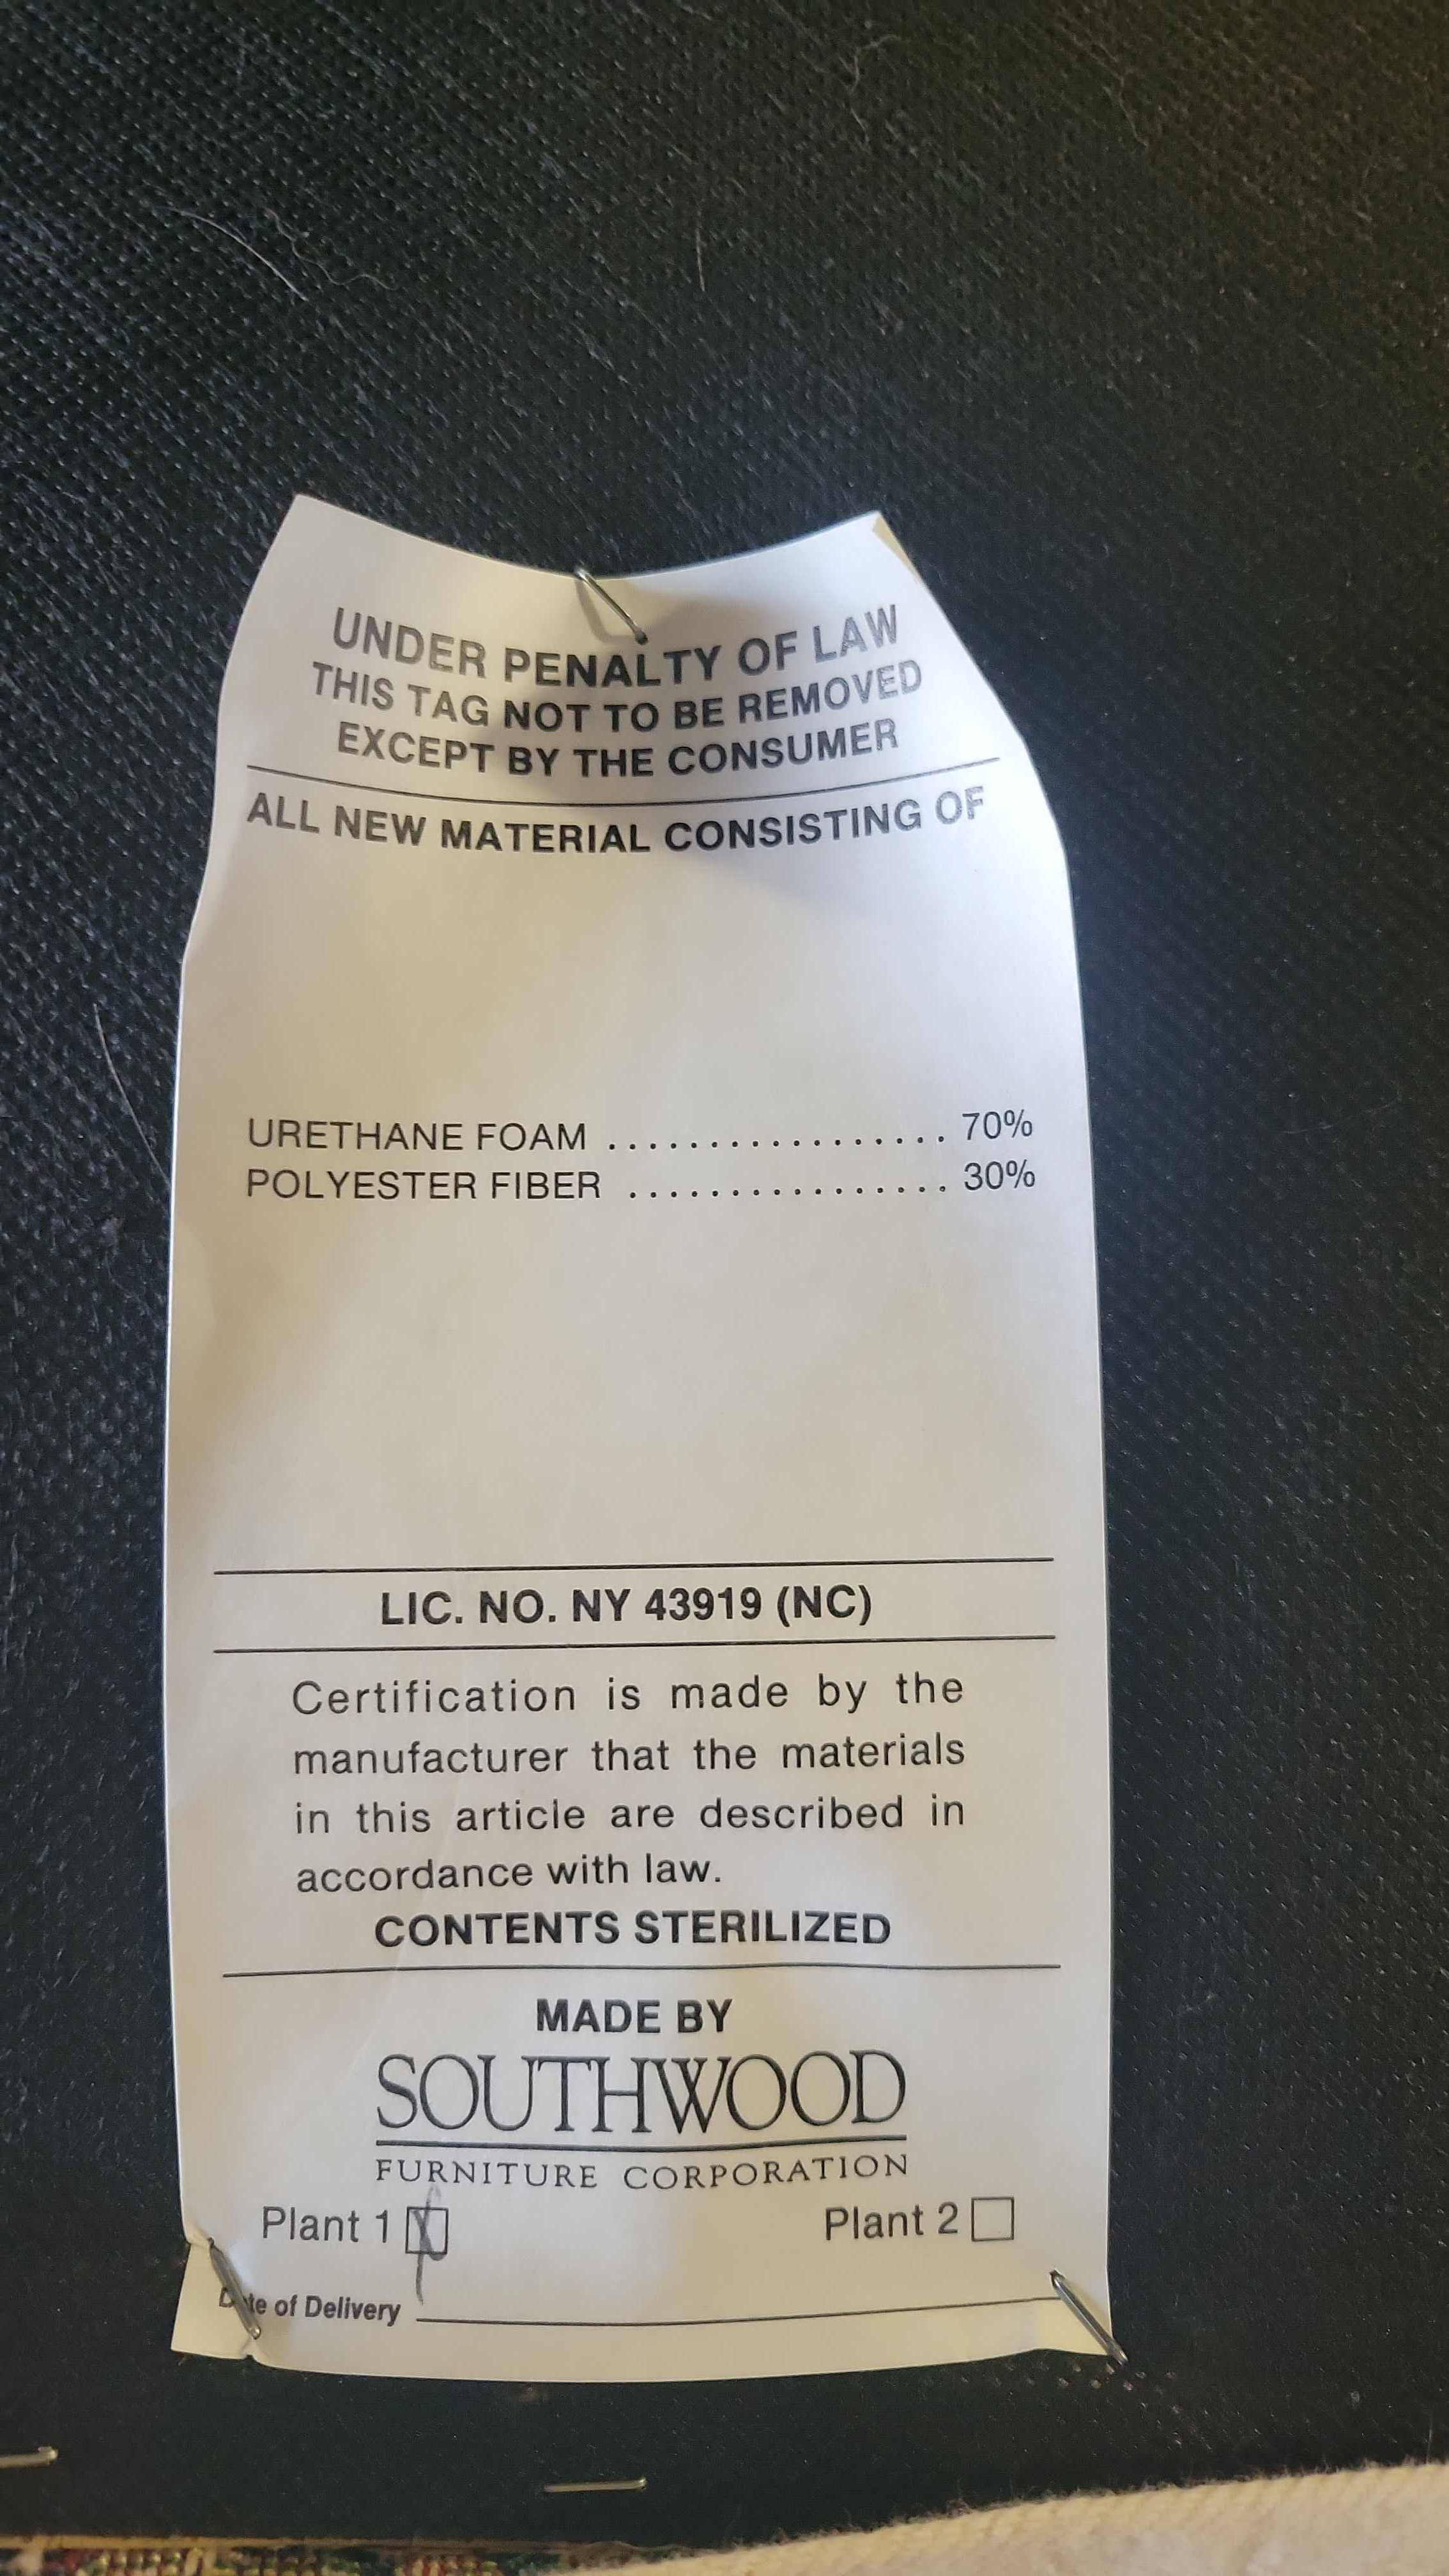 UNDER PENALTY OF LAW
THIS TAG NOT TO BE REMOVED
EXCEPT BY THE CONSUMER
ALL NEW MATERIAL CONSISTING OF
URETHANE FOAM .................. 70%
POLYESTER FIBER ................ 30%
LIC. NO. NY 43919 (NC)
Certification is made by the
manufacturer that the materials
in this article are described in
accordance with law.
CONTENTS STERILIZED
MADE BY
SOUTHWOOD
FURNITURE CORPORATION
Plant 1 ☒ Plant 2 ☐
Date of Delivery